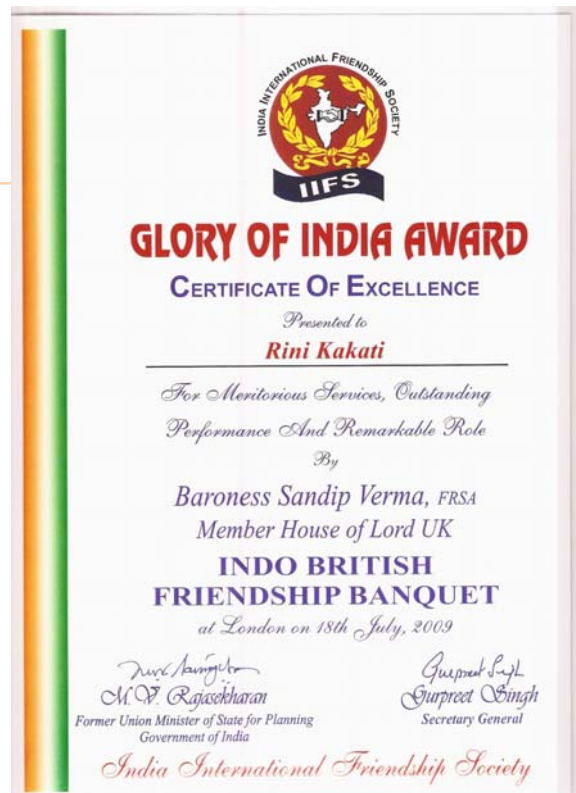 INDIA INTERNATIONAL FRIENDSHIP SOCIETY
IIFS
GLORY OF INDIA AWARD
CERTIFICATE OF EXCELLENCE
Presented to
Rini Kakati
For Meritorious Services, Outstanding
Performance And Remarkable Role
By
Baroness Sandip Verma, FRSA
Member House of Lord UK
INDO BRITISH
FRIENDSHIP BANQUET
at London on 18th July, 2009
Gurpreet Singh
M. V. Rajasekharan
Gurpreet Singh
Former Union Minister of State for Planning
Secretary General
Government of India
India International Friendship Society